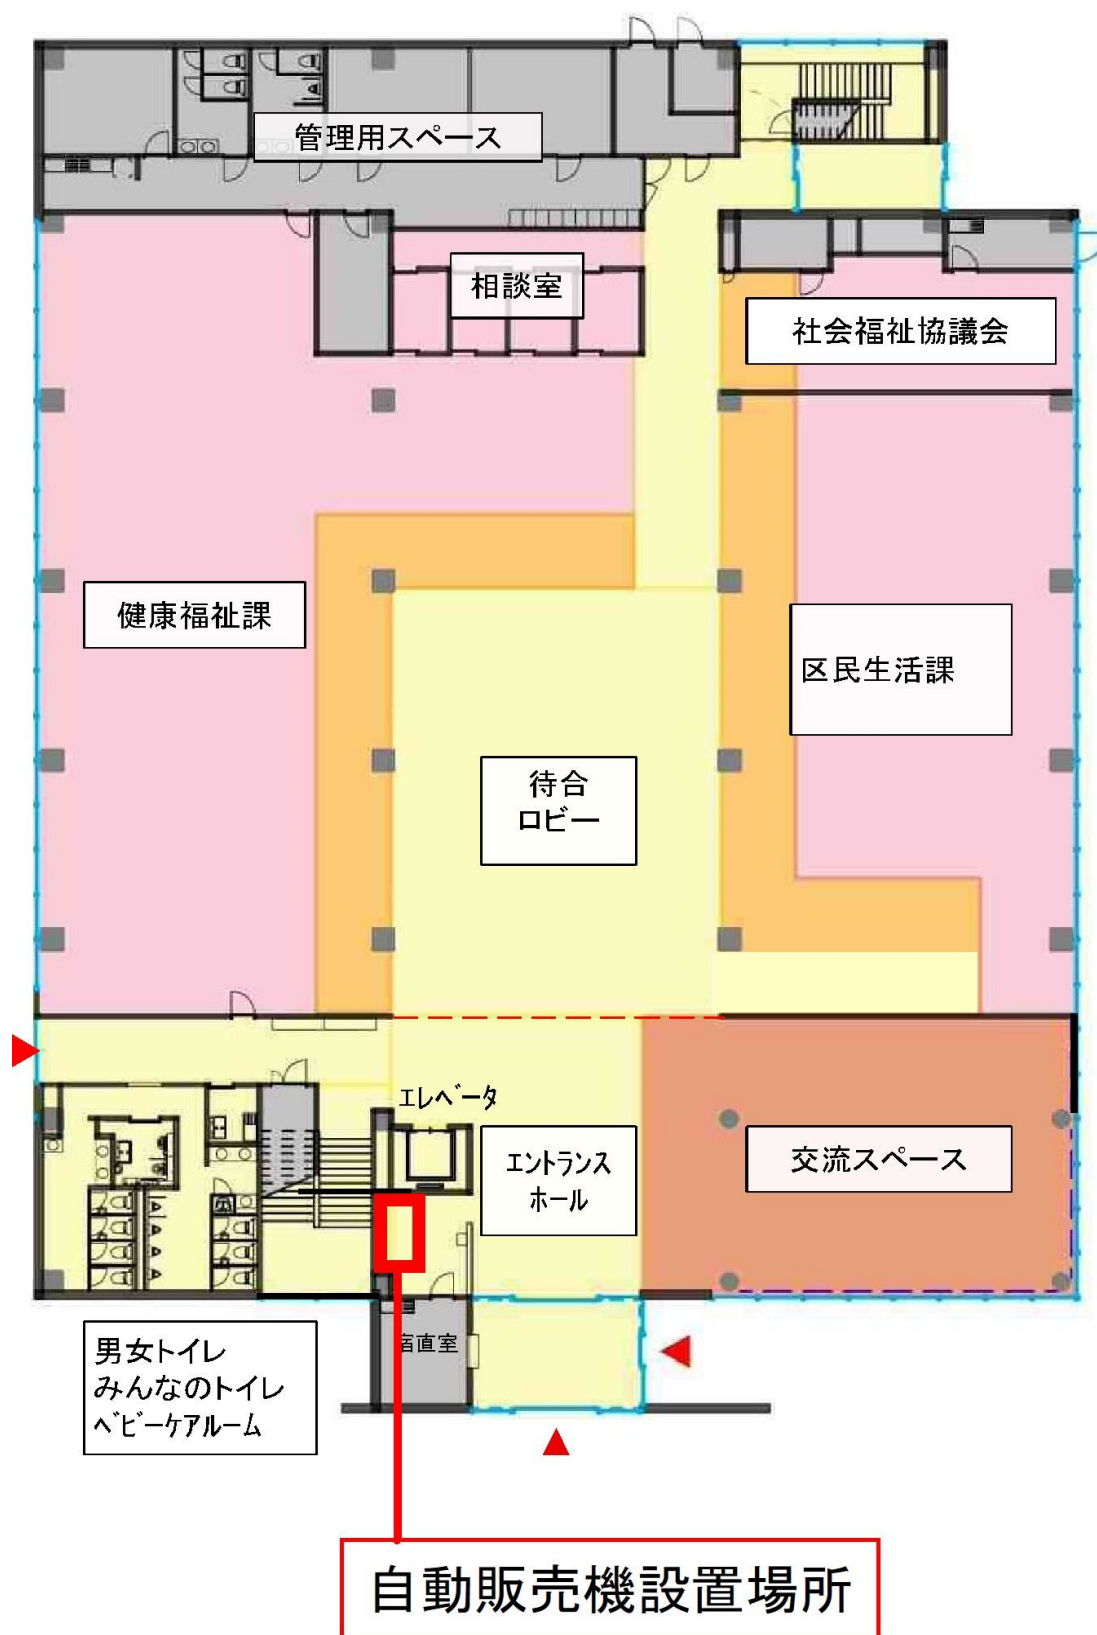 管理用スペース
相談室
社会福祉協議会
健康福祉課
区民生活課
待合
ロビー
エレベータ
エントランス
ホール
交流スペース
宿直室
男女トイレ
みんなのトイレ
ベビーケアルーム
自動販売機設置場所